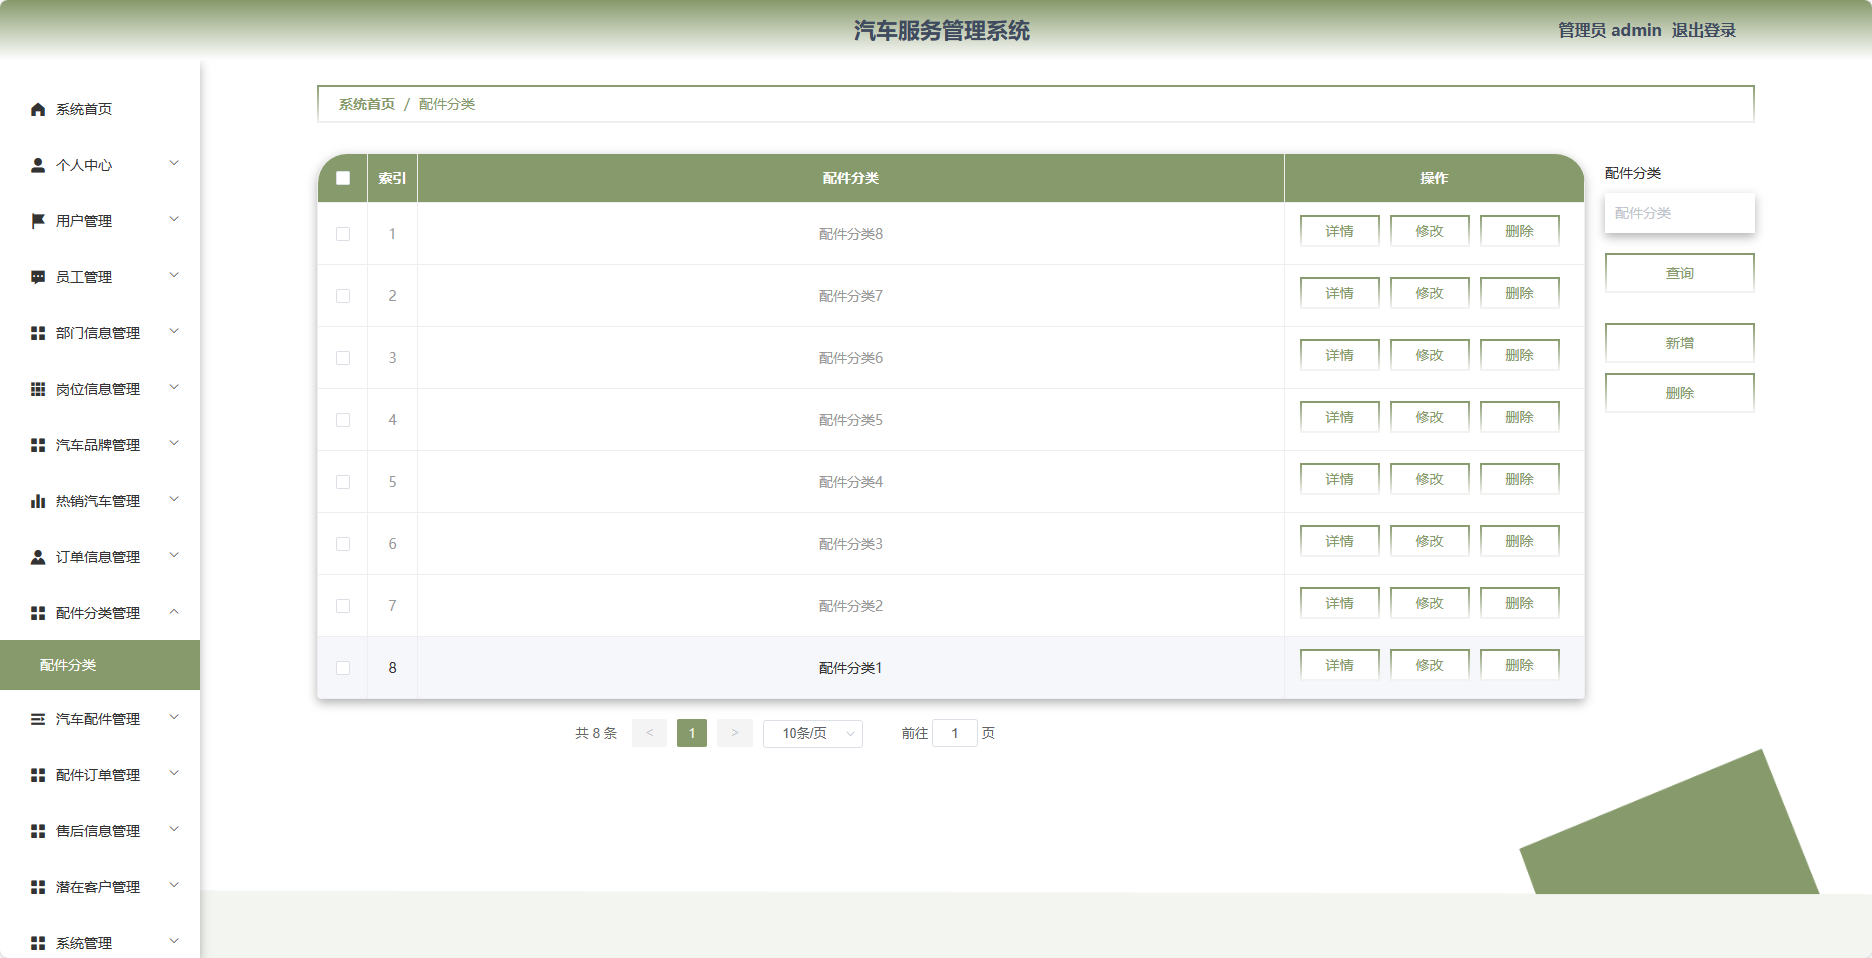 汽车服务管理系统
管理员 admin 退出登录
系统首页
个人中心
用户管理
员工管理
部门信息管理
岗位信息管理
汽车品牌管理
热销汽车管理
订单信息管理
配件分类管理
配件分类
汽车配件管理
配件订单管理
售后信息管理
潜在客户管理
系统管理
系统首页 / 配件分类
索引 配件分类 操作
1 配件分类8 详情 修改 删除
2 配件分类7 详情 修改 删除
3 配件分类6 详情 修改 删除
4 配件分类5 详情 修改 删除
5 配件分类4 详情 修改 删除
6 配件分类3 详情 修改 删除
7 配件分类2 详情 修改 删除
8 配件分类1 详情 修改 删除
共 8 条 < 1 > 10条/页 前往 1 页
配件分类
配件分类
查询
新增
删除